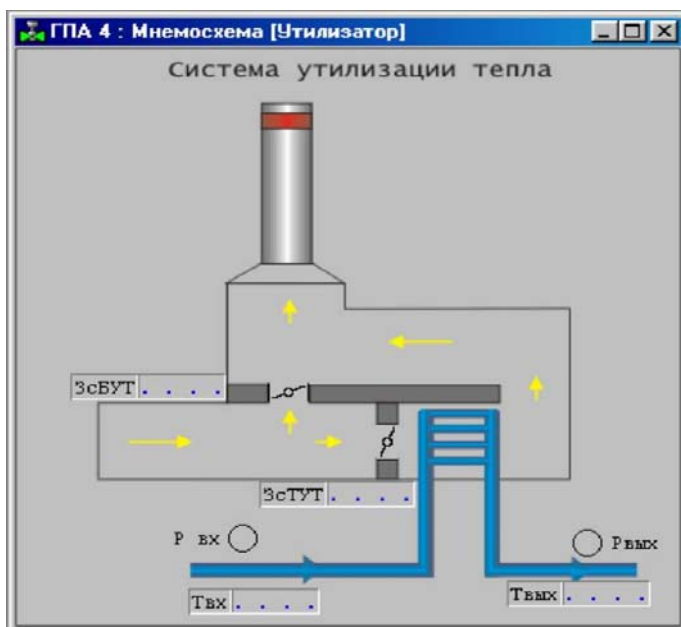 ГПА 4 : Мнемосхема [Утилизатор]
Система утилизации тепла
ЗсБУТ . . . .
ЗсТУТ . . . .
Р вх
Рвых
Твх . . . .
Твых . . . .